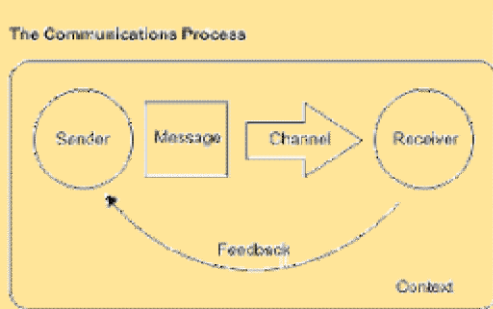 The Communications Process
Sender
Message
Channel
Receiver
Feedback
Context